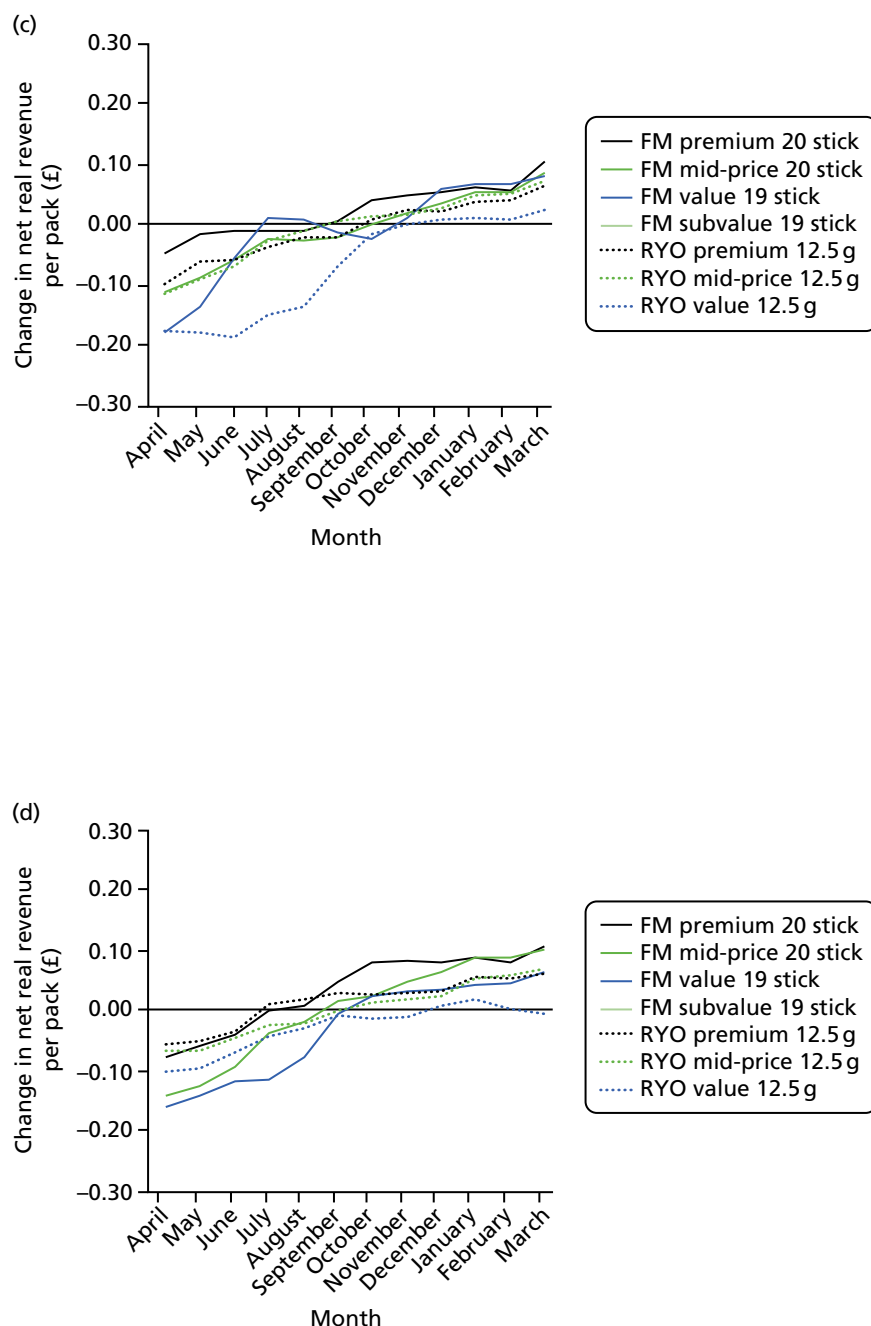 (c)
0.30
0.20
0.10
0.00
–0.10
–0.20
–0.30
Change in net real revenue
per pack (£)
April
May
June
July
August
September
October
November
December
January
February
March
Month
FM premium 20 stick
FM mid-price 20 stick
FM value 19 stick
FM subvalue 19 stick
RYO premium 12.5 g
RYO mid-price 12.5 g
RYO value 12.5 g
(d)
0.30
0.20
0.10
0.00
–0.10
–0.20
–0.30
Change in net real revenue
per pack (£)
April
May
June
July
August
September
October
November
December
January
February
March
Month
FM premium 20 stick
FM mid-price 20 stick
FM value 19 stick
FM subvalue 19 stick
RYO premium 12.5 g
RYO mid-price 12.5 g
RYO value 12.5 g